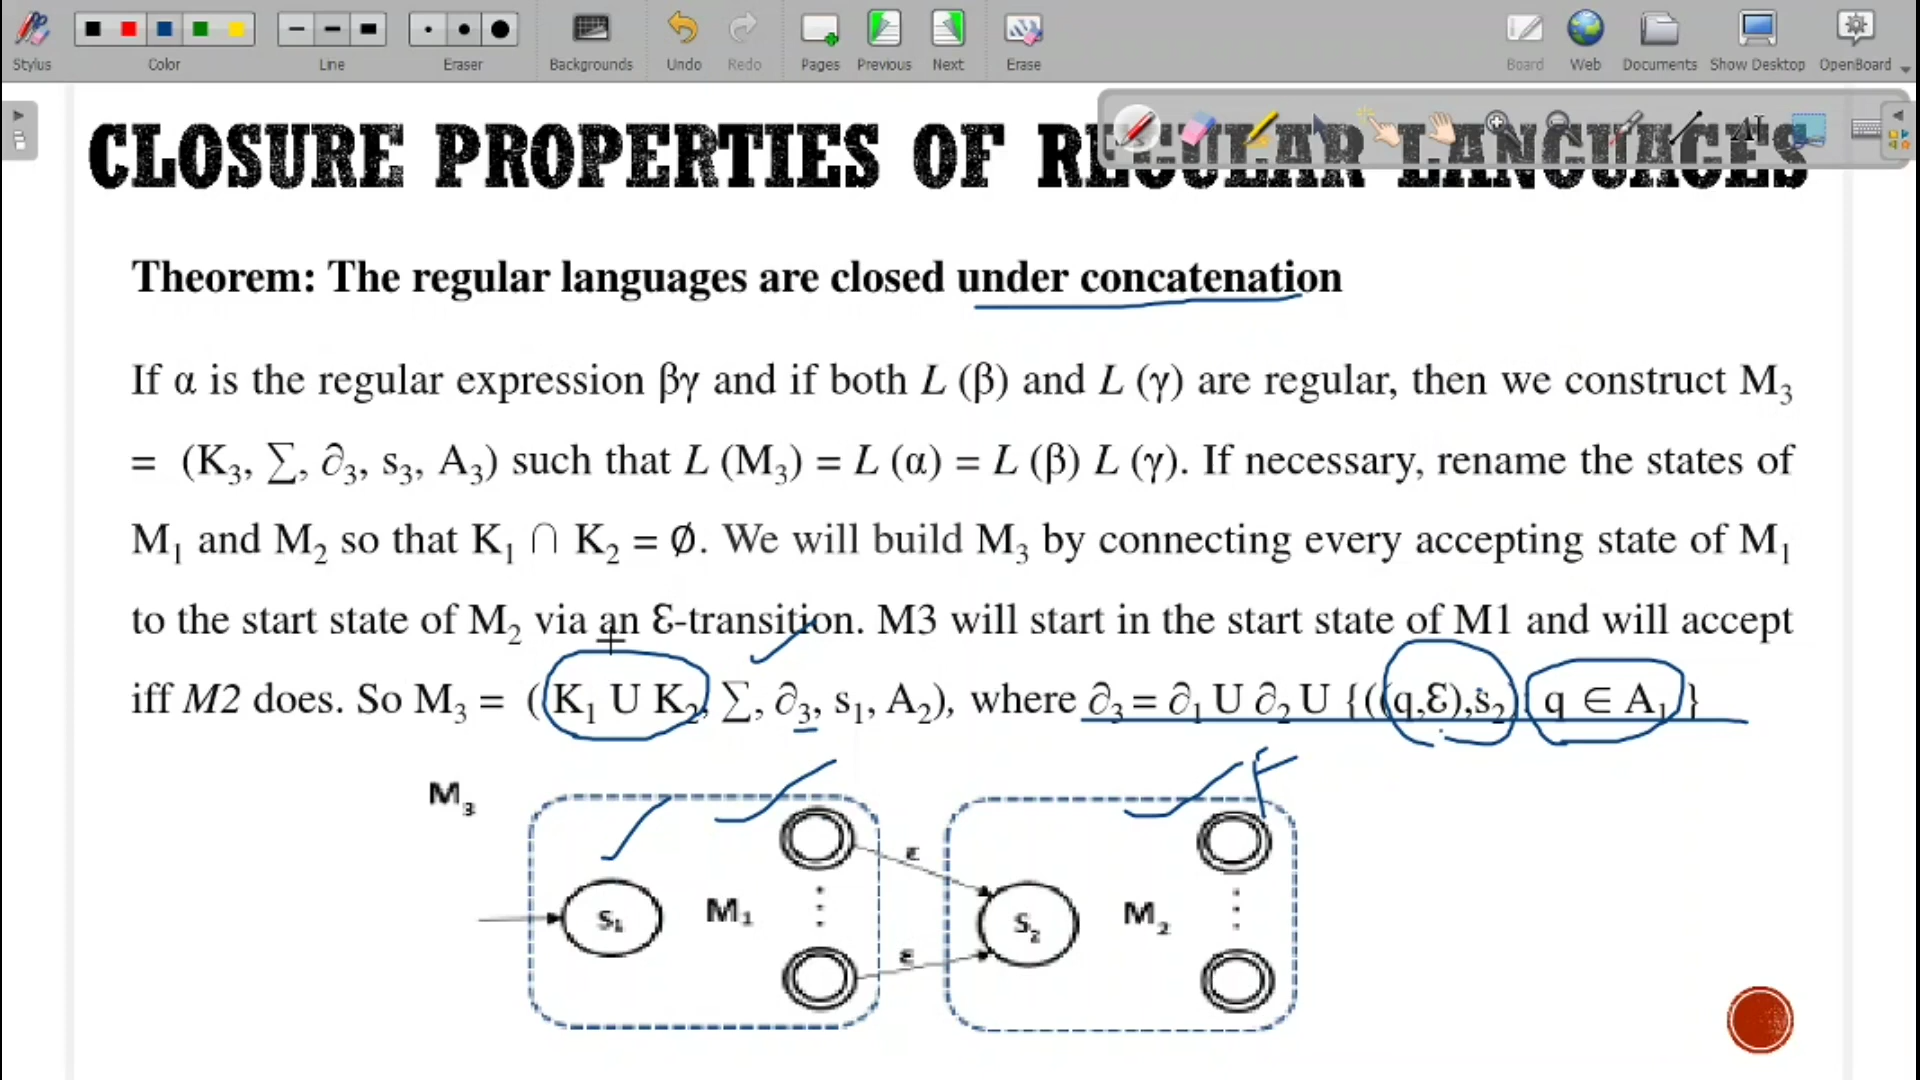 Stylus
Color
Line
Eraser
Backgrounds
Undo
Redo
Pages
Previous
Next
Erase
Board
Web
Documents
Show Desktop
OpenBoard
CLOSURE PROPERTIES OF REGULAR LANGUAGES
Theorem: The regular languages are closed under concatenation
If α is the regular expression βγ and if both L (β) and L (γ) are regular, then we construct M₃
= (K₃, ∑, ∂₃, s₃, A₃) such that L (M₃) = L (α) = L (β) L (γ). If necessary, rename the states of
M₁ and M₂ so that K₁ ∩ K₂ = Ø. We will build M₃ by connecting every accepting state of M₁
to the start state of M₂ via an Ɛ-transition. M3 will start in the start state of M1 and will accept
iff M2 does. So M₃ = ( K₁ U K₂, ∑, ∂₃, s₁, A₂), where ∂₃ = ∂₁ U ∂₂ U {((q,Ɛ),s₂) q ∈ A₁ }
M₃
ε
S₁ M₁ S₂ M₂
ε